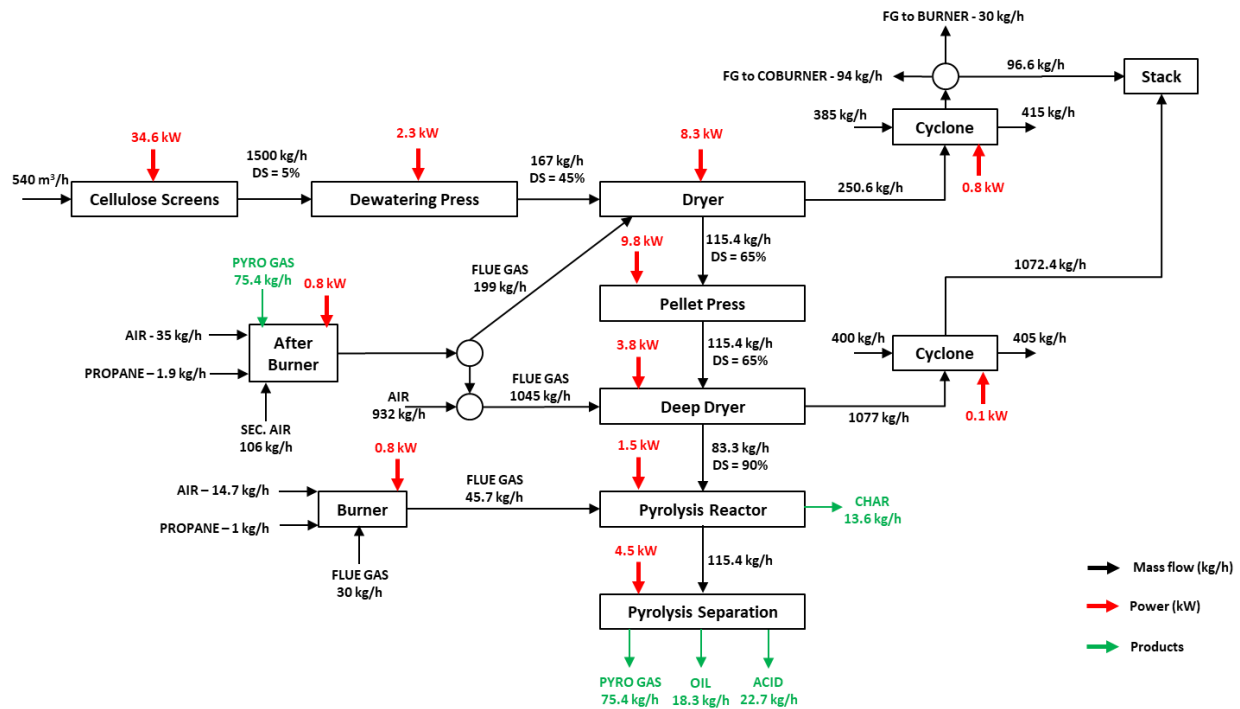 FG to BURNER - 30 kg/h
FG to COBURNER - 94 kg/h
96.6 kg/h
Stack
385 kg/h
Cyclone
415 kg/h
34.6 kW
2.3 kW
8.3 kW
0.8 kW
540 m³/h
Cellulose Screens
1500 kg/h
DS = 5%
Dewatering Press
167 kg/h
DS = 45%
Dryer
250.6 kg/h
9.8 kW
115.4 kg/h
DS = 65%
1072.4 kg/h
PYRO GAS
75.4 kg/h
0.8 kW
FLUE GAS
199 kg/h
Pellet Press
AIR - 35 kg/h
After
Burner
PROPANE – 1.9 kg/h
3.8 kW
115.4 kg/h
DS = 65%
400 kg/h
Cyclone
405 kg/h
SEC. AIR
106 kg/h
AIR
932 kg/h
FLUE GAS
1045 kg/h
Deep Dryer
1077 kg/h
0.1 kW
0.8 kW
1.5 kW
83.3 kg/h
DS = 90%
AIR – 14.7 kg/h
PROPANE – 1 kg/h
Burner
FLUE GAS
45.7 kg/h
Pyrolysis Reactor
CHAR
13.6 kg/h
FLUE GAS
30 kg/h
4.5 kW
115.4 kg/h
Pyrolysis Separation
PYRO GAS
75.4 kg/h
OIL
18.3 kg/h
ACID
22.7 kg/h
Mass flow (kg/h)
Power (kW)
Products